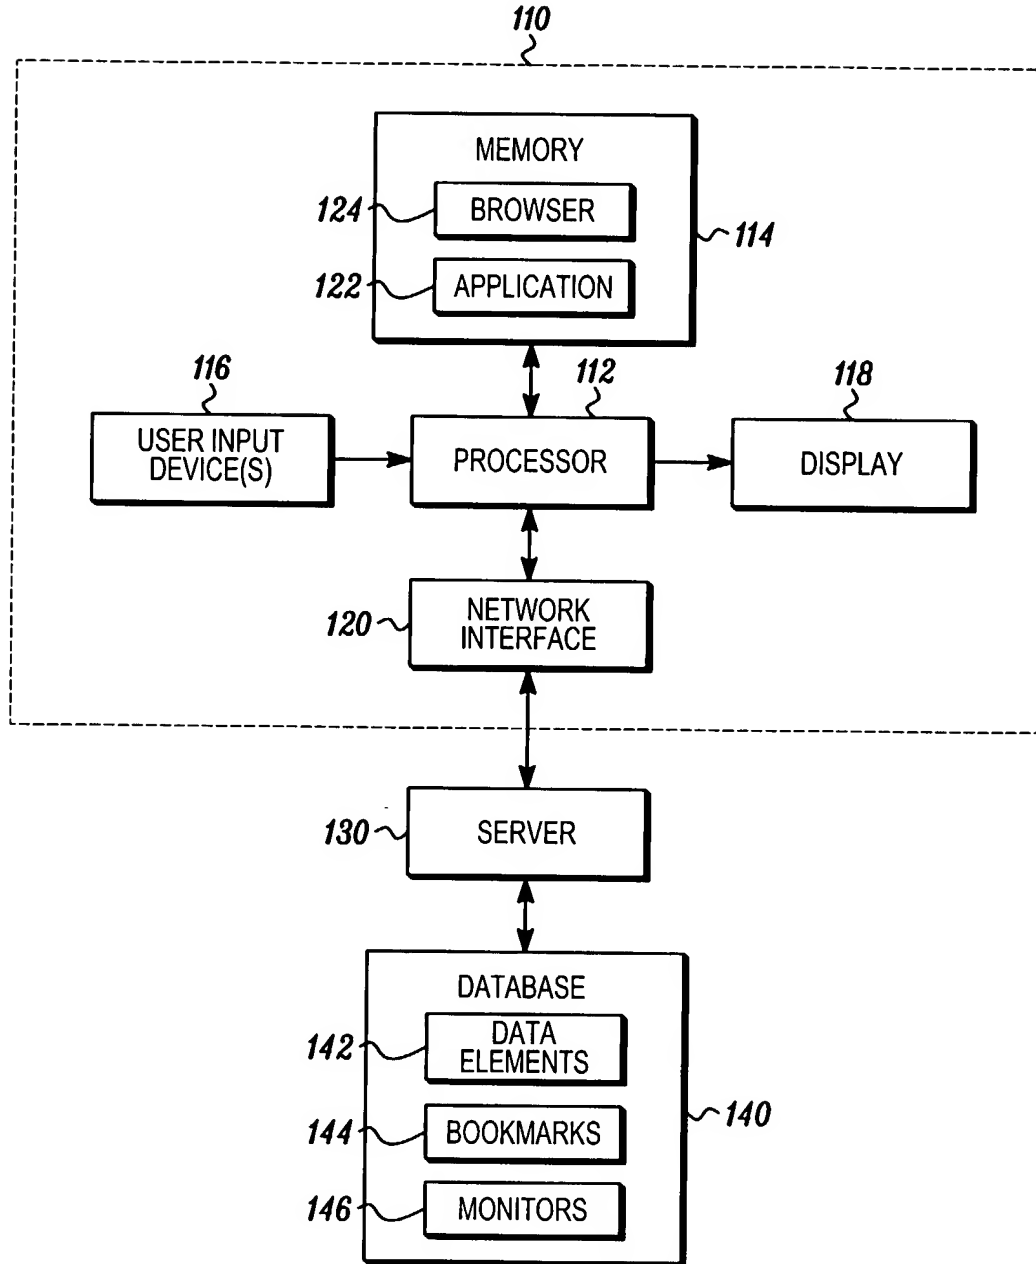 110
MEMORY
124
BROWSER
114
122
APPLICATION
116
112
118
USER INPUT
DEVICE(S)
PROCESSOR
DISPLAY
120
NETWORK
INTERFACE
130
SERVER
DATABASE
142
DATA
ELEMENTS
140
144
BOOKMARKS
146
MONITORS